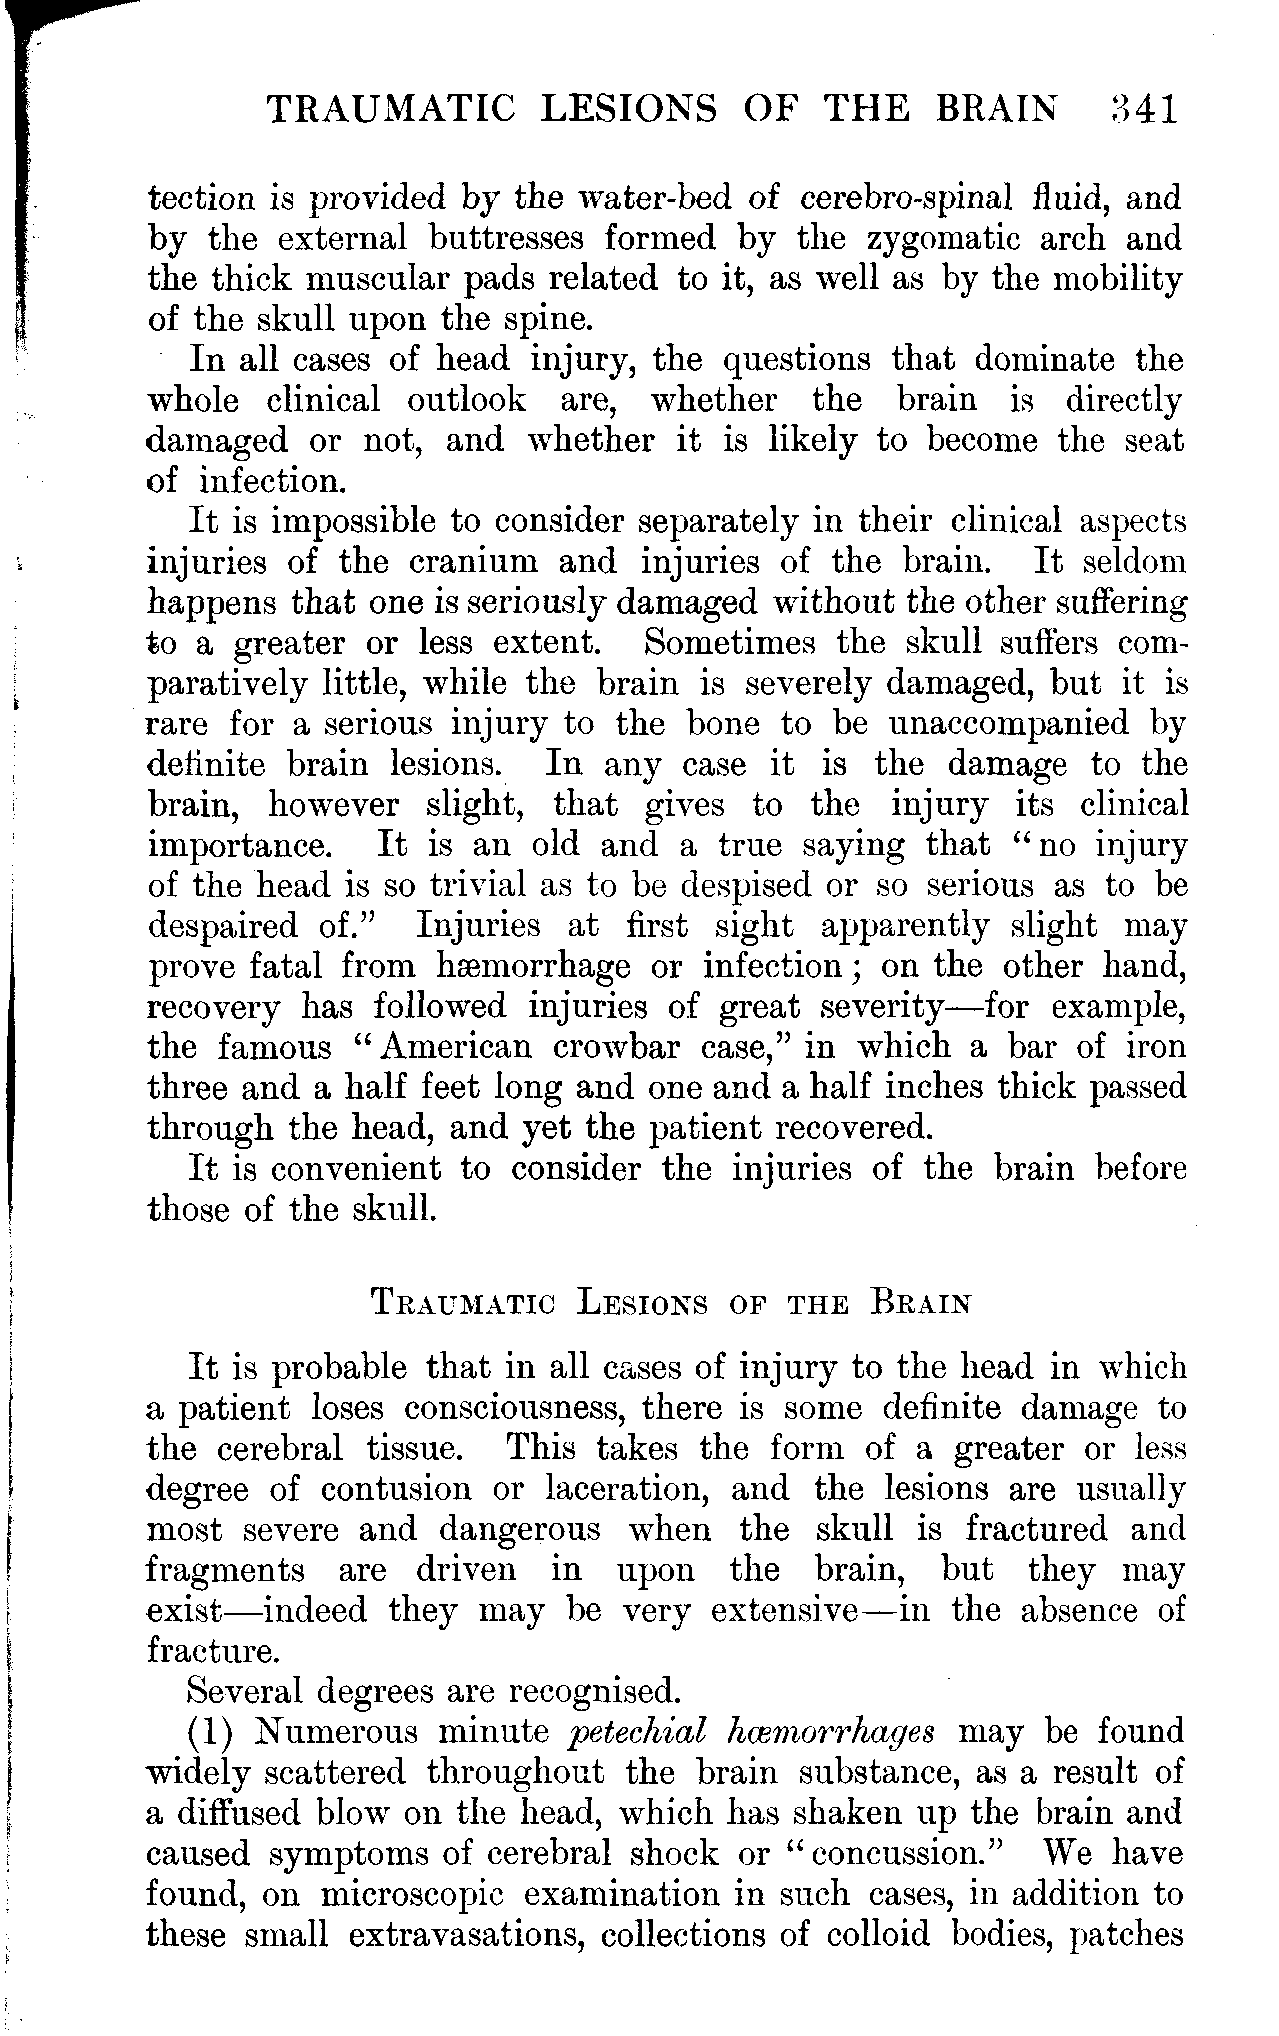 TRAUMATIC LESIONS OF THE BRAIN 341
tection is provided by the water-bed of cerebro-spinal fluid, and
by the external buttresses formed by the zygomatic arch and
the thick muscular pads related to it, as well as by the mobility
of the skull upon the spine.
In all cases of head injury, the questions that dominate the
whole clinical outlook are, whether the brain is directly
damaged or not, and whether it is likely to become the seat
of infection.
It is impossible to consider separately in their clinical aspects
injuries of the cranium and injuries of the brain. It seldom
happens that one is seriously damaged without the other suffering
to a greater or less extent. Sometimes the skull suffers com-
paratively little, while the brain is severely damaged, but it is
rare for a serious injury to the bone to be unaccompanied by
definite brain lesions. In any case it is the damage to the
brain, however slight, that gives to the injury its clinical
importance. It is an old and a true saying that “no injury
of the head is so trivial as to be despised or so serious as to be
despaired of.” Injuries at first sight apparently slight may
prove fatal from hæmorrhage or infection; on the other hand,
recovery has followed injuries of great severity—for example,
the famous “American crowbar case,” in which a bar of iron
three and a half feet long and one and a half inches thick passed
through the head, and yet the patient recovered.
It is convenient to consider the injuries of the brain before
those of the skull.
Traumatic Lesions of the Brain
It is probable that in all cases of injury to the head in which
a patient loses consciousness, there is some definite damage to
the cerebral tissue. This takes the form of a greater or less
degree of contusion or laceration, and the lesions are usually
most severe and dangerous when the skull is fractured and
fragments are driven in upon the brain, but they may
exist—indeed they may be very extensive—in the absence of
fracture.
Several degrees are recognised.
(1) Numerous minute petechial hæmorrhages may be found
widely scattered throughout the brain substance, as a result of
a diffused blow on the head, which has shaken up the brain and
caused symptoms of cerebral shock or “concussion.” We have
found, on microscopic examination in such cases, in addition to
these small extravasations, collections of colloid bodies, patches